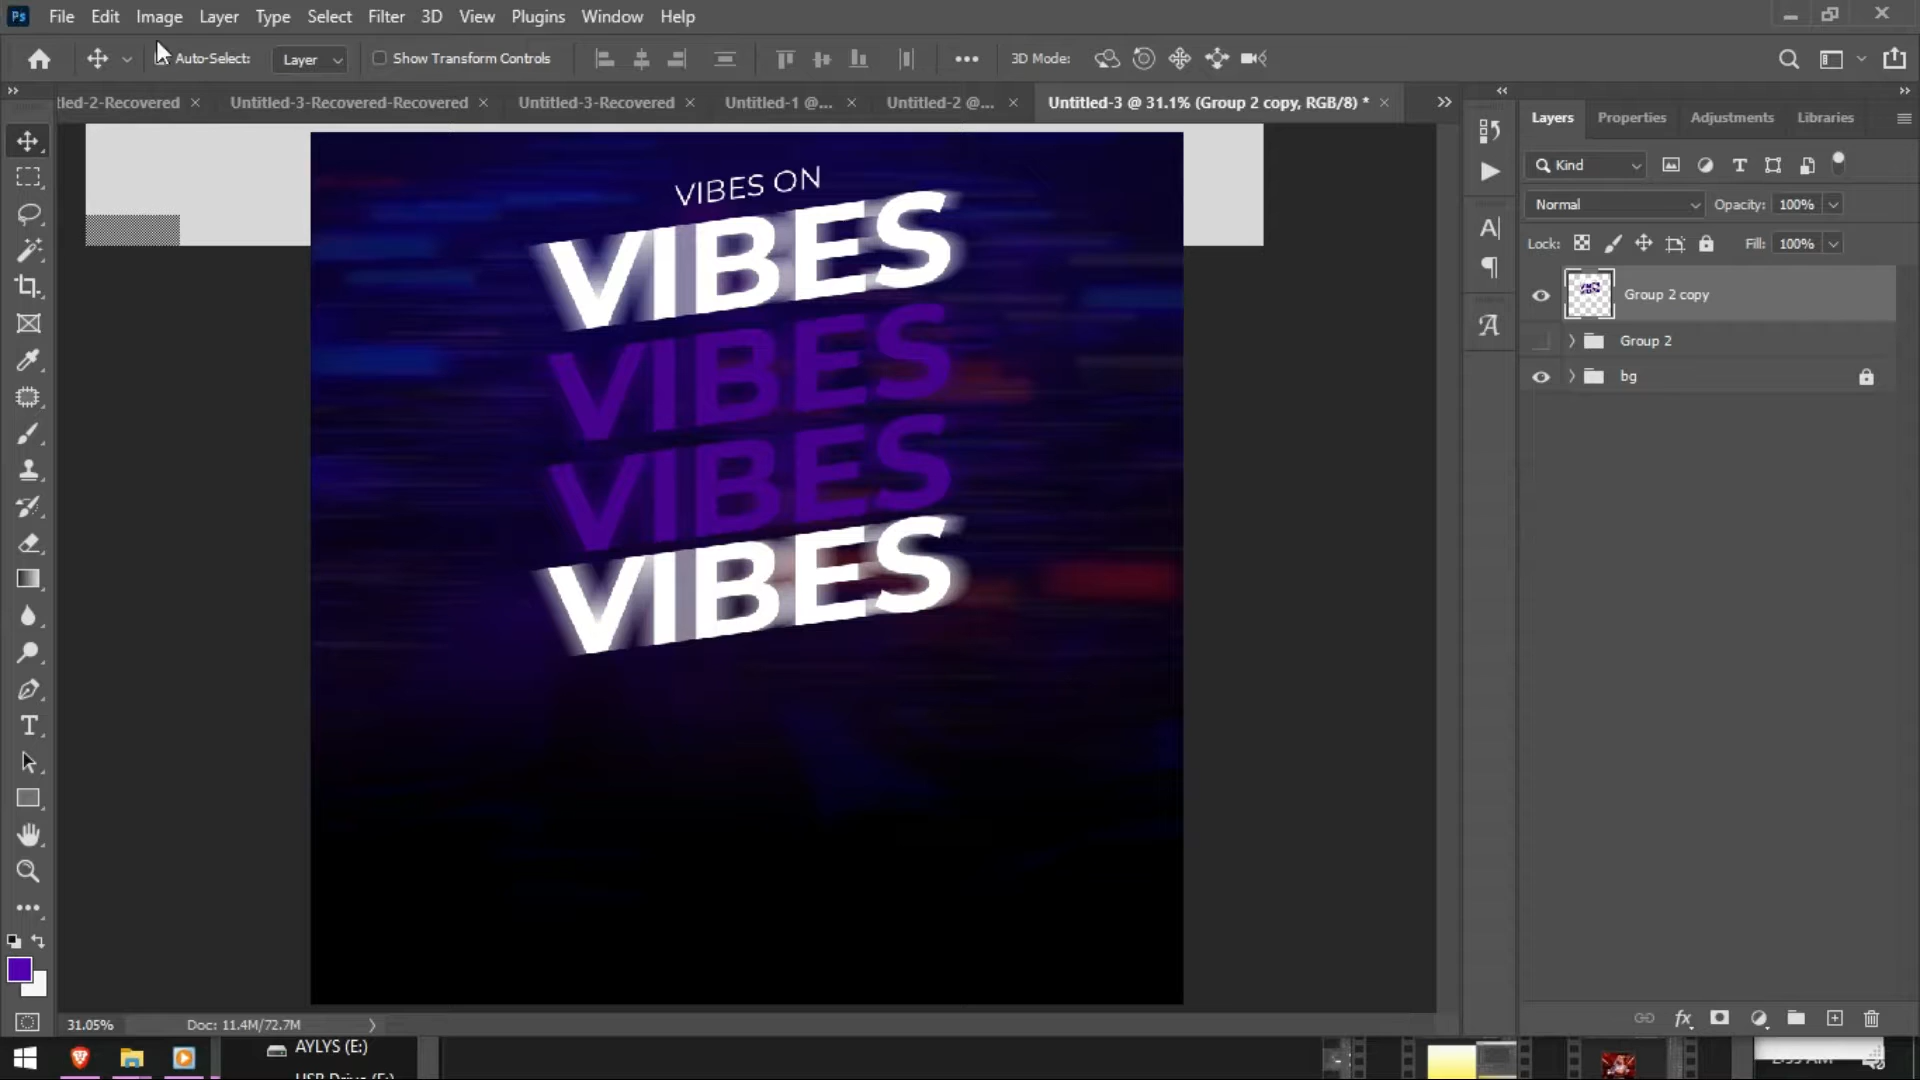 Ps File Edit Image Layer Type Select Filter 3D View Plugins Window Help
Auto-Select: Layer Show Transform Controls ••• 3D Mode:
tled-2-Recovered × Untitled-3-Recovered-Recovered × Untitled-3-Recovered × Untitled-1 @... × Untitled-2 @... × Untitled-3 @ 31.1% (Group 2 copy, RGB/8) * ×
Layers Properties Adjustments Libraries
Kind
Normal Opacity: 100%
Lock: Fill: 100%
Group 2 copy
Group 2
bg
VIBES ON
VIBES
VIBES
VIBES
VIBES
31.05% Doc: 11.4M/72.7M
AYLYS (E:)